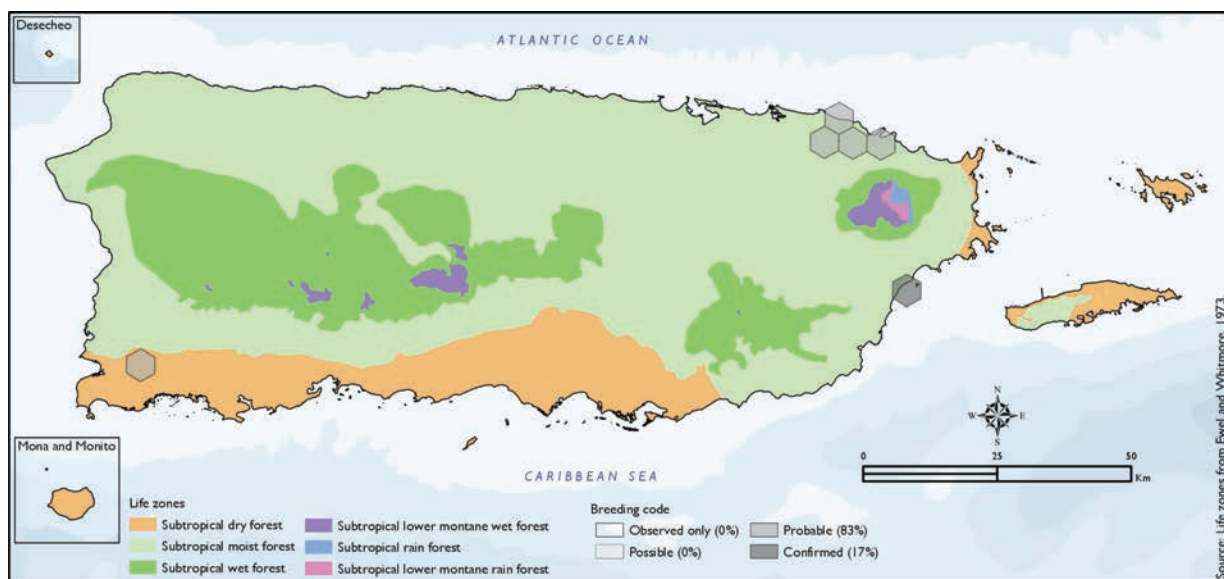 Desecheo
ATLANTIC OCEAN
N
W
E
S
0
25
50
Km
Mona and Monito
CARIBBEAN SEA
Life zones
Subtropical dry forest
Subtropical moist forest
Subtropical wet forest
Subtropical lower montane wet forest
Subtropical rain forest
Subtropical lower montane rain forest
Breeding code
Observed only (0%)
Possible (0%)
Probable (83%)
Confirmed (17%)
Source: Life zones from Ewel and Whitmore, 1973.